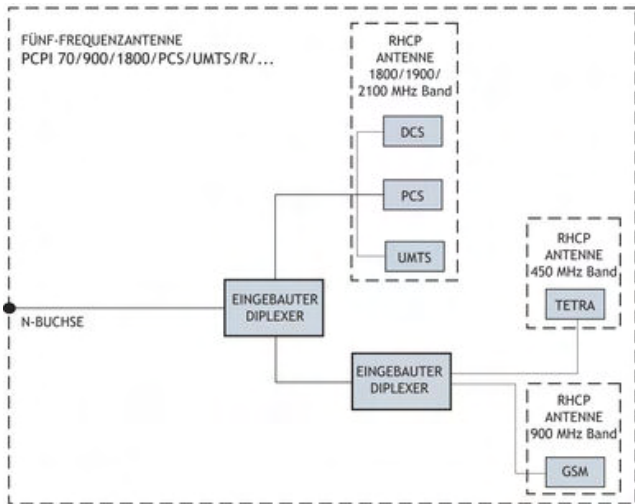 FÜNF-FREQUENZANTENNE
PCPI 70/900/1800/PCS/UMTS/R/...
RHCP
ANTENNE
1800/1900/
2100 MHz Band
DCS
PCS
UMTS
RHCP
ANTENNE
450 MHz Band
TETRA
EINGEBAUTER
DIPLEXER
N-BUCHSE
EINGEBAUTER
DIPLEXER
RHCP
ANTENNE
900 MHz Band
GSM